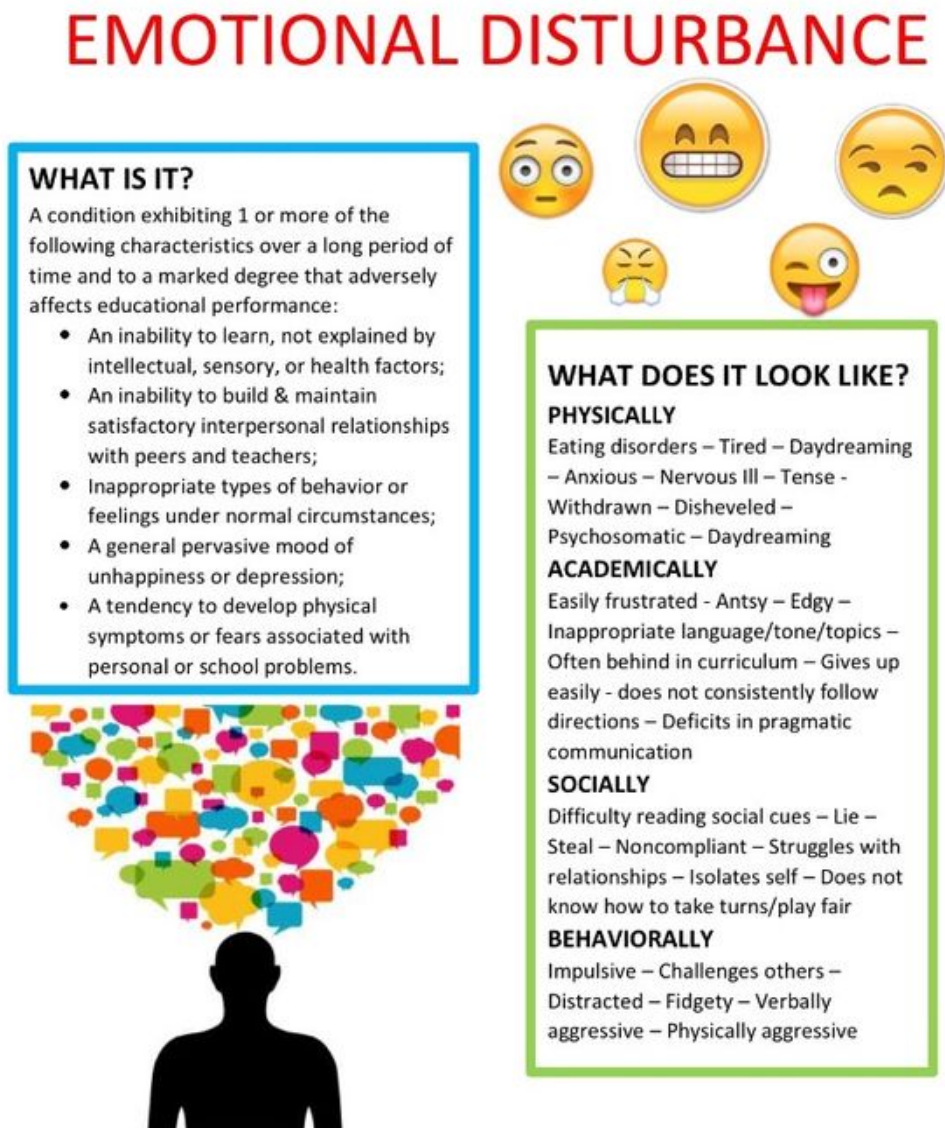 EMOTIONAL DISTURBANCE
WHAT IS IT?
A condition exhibiting 1 or more of the
following characteristics over a long period of
time and to a marked degree that adversely
affects educational performance:
• An inability to learn, not explained by
intellectual, sensory, or health factors;
• An inability to build & maintain
satisfactory interpersonal relationships
with peers and teachers;
• Inappropriate types of behavior or
feelings under normal circumstances;
• A general pervasive mood of
unhappiness or depression;
• A tendency to develop physical
symptoms or fears associated with
personal or school problems.
WHAT DOES IT LOOK LIKE?
PHYSICALLY
Eating disorders – Tired – Daydreaming
– Anxious – Nervous Ill – Tense -
Withdrawn – Disheveled –
Psychosomatic – Daydreaming
ACADEMICALLY
Easily frustrated - Antsy – Edgy –
Inappropriate language/tone/topics –
Often behind in curriculum – Gives up
easily - does not consistently follow
directions – Deficits in pragmatic
communication
SOCIALLY
Difficulty reading social cues – Lie –
Steal – Noncompliant – Struggles with
relationships – Isolates self – Does not
know how to take turns/play fair
BEHAVIORALLY
Impulsive – Challenges others –
Distracted – Fidgety – Verbally
aggressive – Physically aggressive